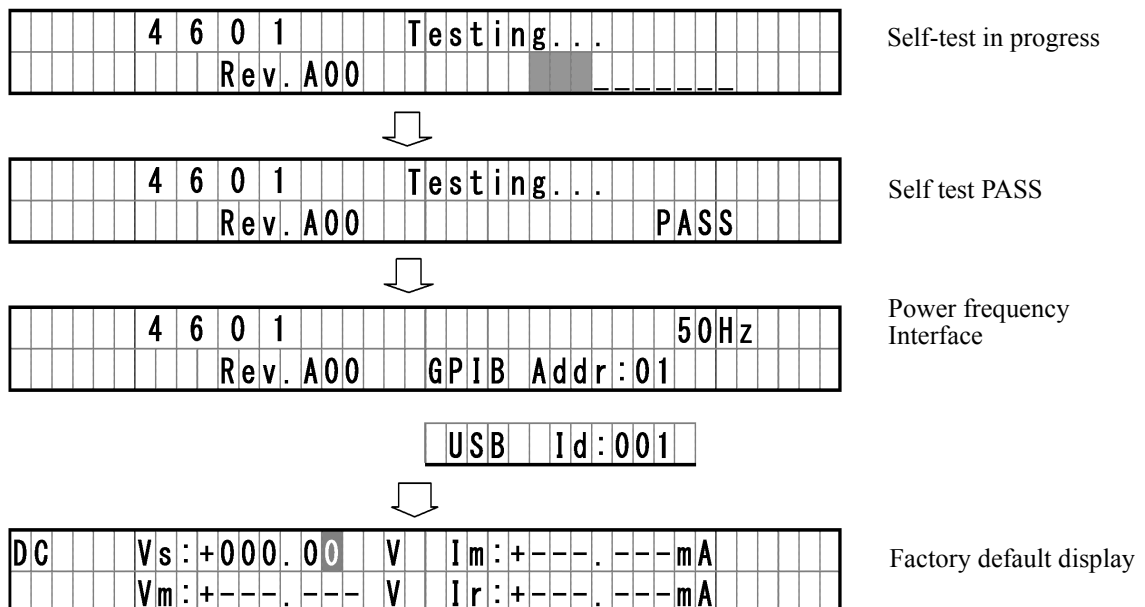 4601 Testing... Self-test in progress
Rev.A00 _______
4601 Testing... Self test PASS
Rev.A00 PASS
4601 50Hz Power frequency
Interface
Rev.A00 GPIB Addr:01
USB Id:001
DC Vs:+000.00 V Im:+---.---mA Factory default display
Vm:+---.--- V Ir:+---.---mA